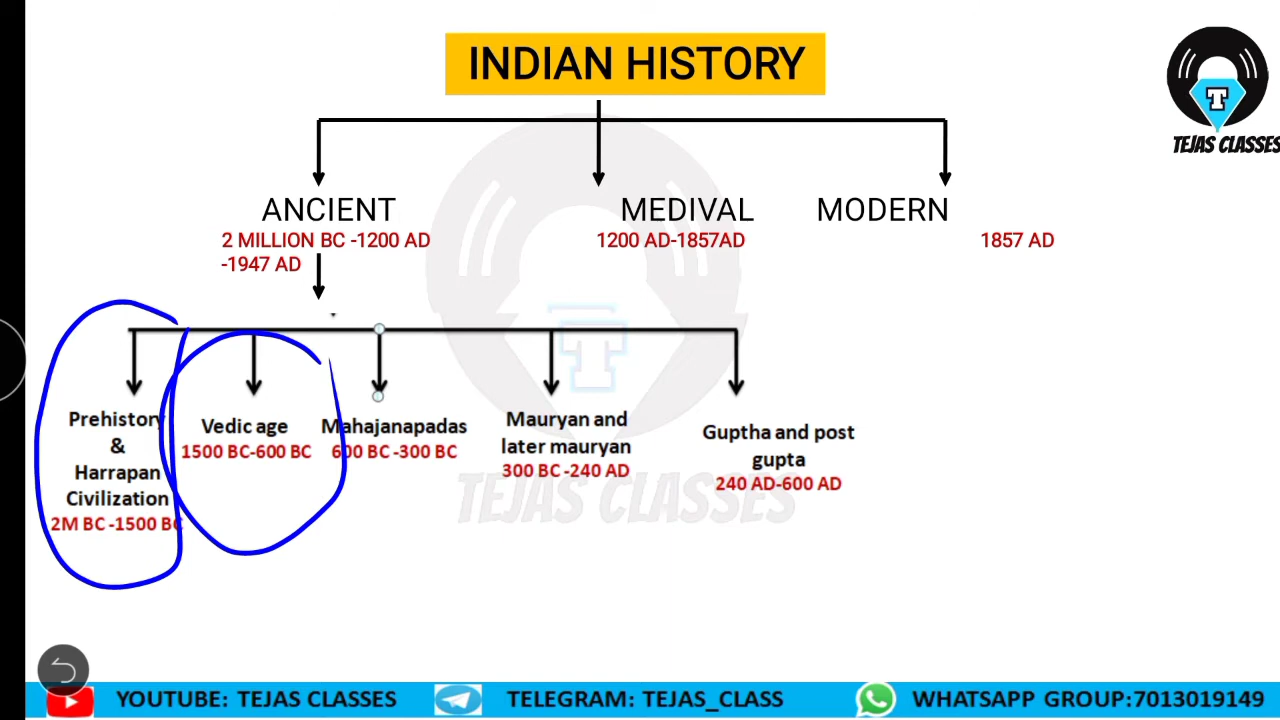 INDIAN HISTORY
T
TEJAS CLASSES
ANCIENT
MEDIVAL
MODERN
2 MILLION BC -1200 AD
1200 AD-1857AD
1857 AD
-1947 AD
T
Prehistory
&
Harrapan
Civilization
2M BC -1500 BC
Vedic age
1500 BC-600 BC
Mahajanapadas
600 BC -300 BC
Mauryan and
later mauryan
300 BC -240 AD
Guptha and post
gupta
240 AD-600 AD
TEJAS CLASSES
YOUTUBE: TEJAS CLASSES
TELEGRAM: TEJAS_CLASS
WHATSAPP GROUP:7013019149